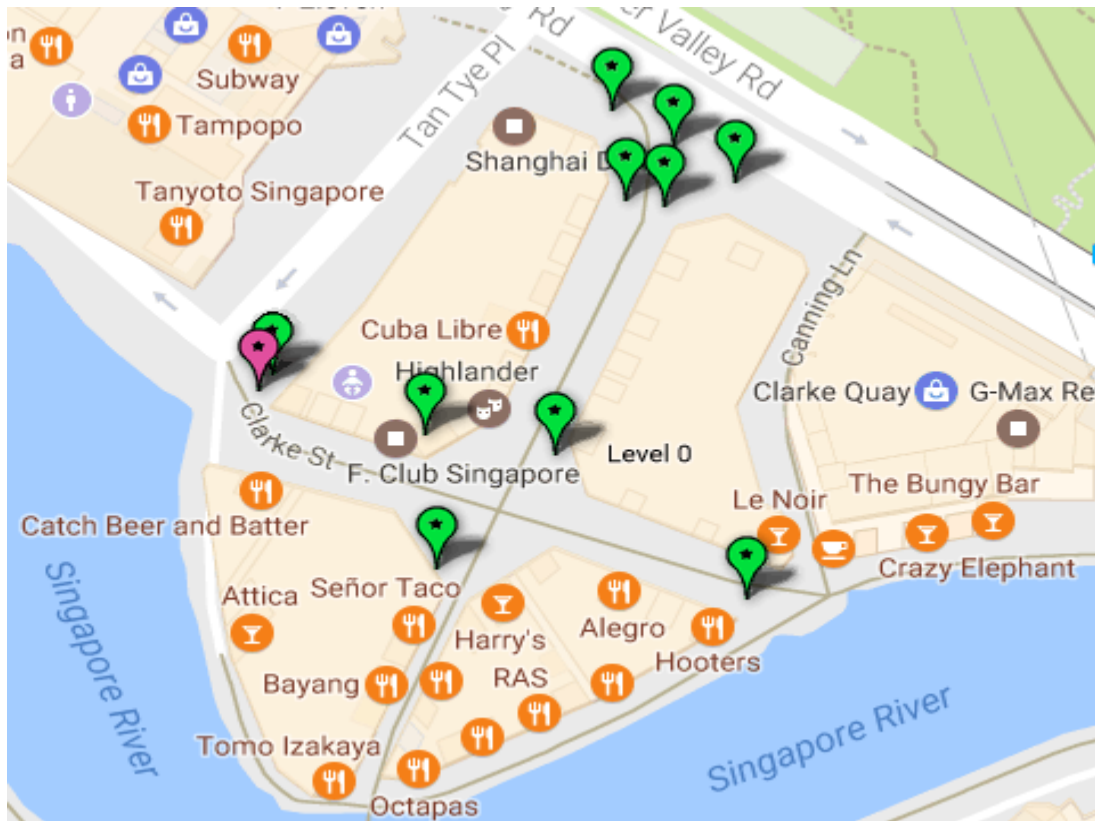 Rd
er Valley Rd
on
a
Subway
Tan Tye Pl
Tampopo
Shanghai D
Tanyoto Singapore
Canning Ln
Cuba Libre
Highlander
Clarke Quay
G-Max Re
Clarke St
Level 0
F. Club Singapore
The Bungy Bar
Le Noir
Catch Beer and Batter
Crazy Elephant
Singapore River
Attica
Señor Taco
Alegro
Harry's
Hooters
RAS
Bayang
Singapore River
Tomo Izakaya
Octapas